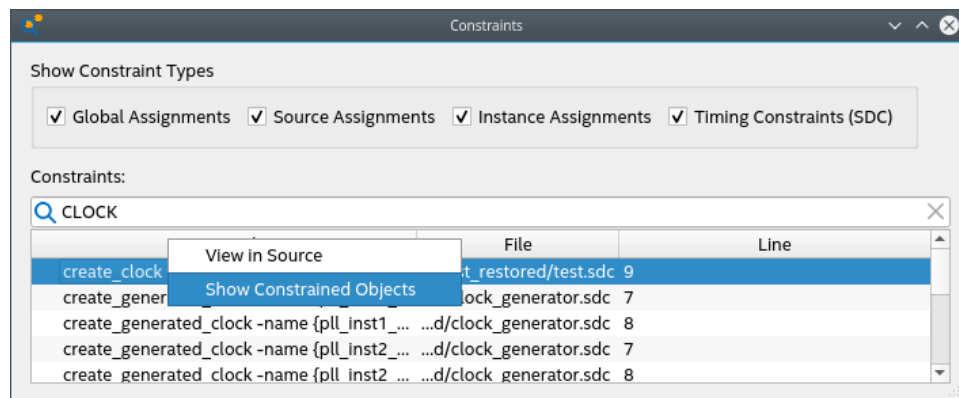 Constraints
Show Constraint Types
Global Assignments Source Assignments Instance Assignments Timing Constraints (SDC)
Constraints:
CLOCK
File Line
View in Source
create_clock st_restored/test.sdc 9
Show Constrained Objects
create_gener lock_generator.sdc 7
create_generated_clock -name {pll_inst1_... ...d/clock_generator.sdc 8
create_generated_clock -name {pll_inst2_... ...d/clock_generator.sdc 7
create_generated_clock -name {pll_inst2_... ...d/clock_generator.sdc 8